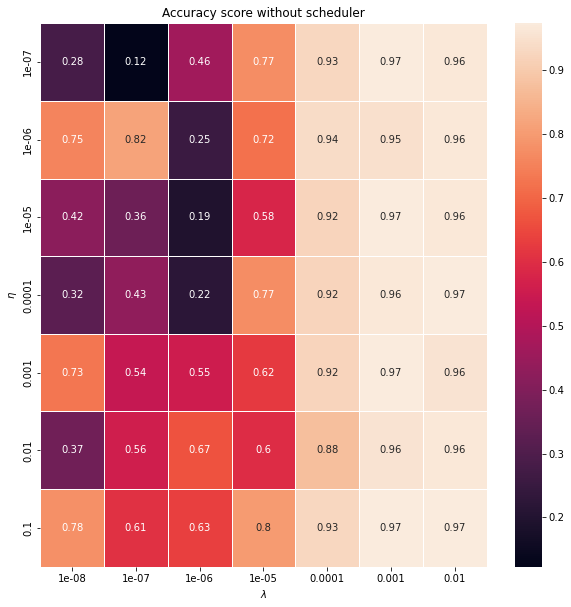 Accuracy score without scheduler
1e-07 0.28 0.12 0.46 0.77 0.93 0.97 0.96
1e-06 0.75 0.82 0.25 0.72 0.94 0.95 0.96
1e-05 0.42 0.36 0.19 0.58 0.92 0.97 0.96
0.0001 0.32 0.43 0.22 0.77 0.92 0.96 0.97
0.001 0.73 0.54 0.55 0.62 0.92 0.97 0.96
0.01 0.37 0.56 0.67 0.6 0.88 0.96 0.96
0.1 0.78 0.61 0.63 0.8 0.93 0.97 0.97
η
1e-08 1e-07 1e-06 1e-05 0.0001 0.001 0.01
λ
0.9
0.8
0.7
0.6
0.5
0.4
0.3
0.2